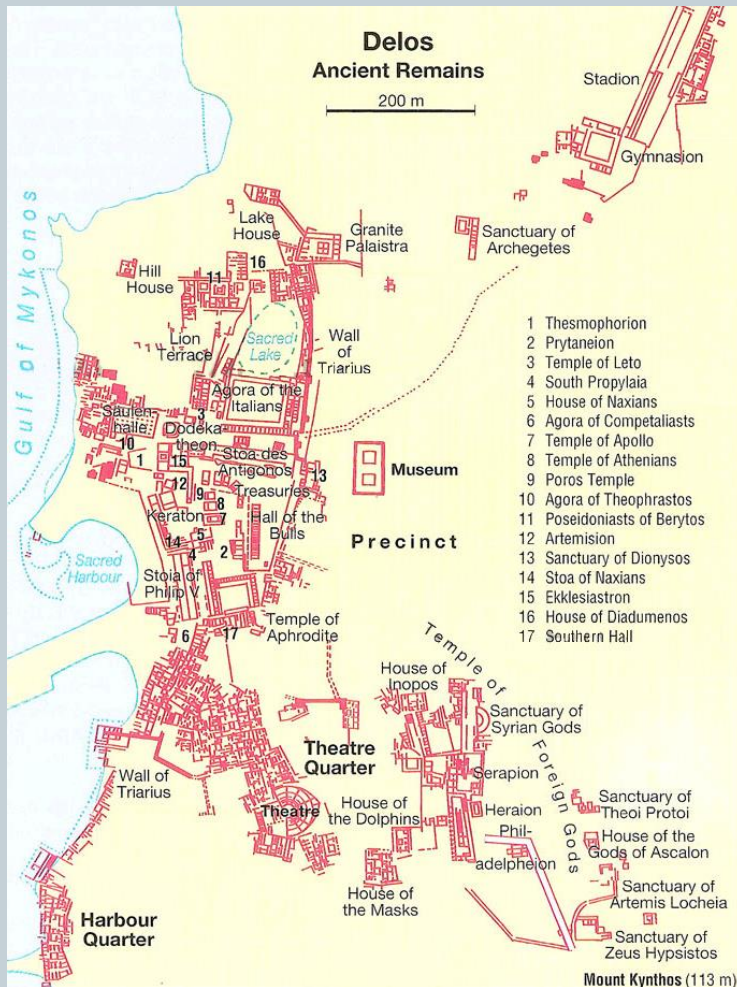 Delos
Ancient Remains
200 m
Stadion
Gymnasion
Lake
House
Granite
Palaistra
Sanctuary of
Archegetes
16
11
Hill
House
Gulf of Mykonos
Lion
Terrace
Sacred
Lake
Wall
of
Triarius
Agora of the
Italians
Säulen-
halle
3
Dodeka-
theon
10
1
15
Stoa des
Antigonos
13
Museum
12
9
Treasuries
8
Keraton
7
Hall of the
Bulls
14
5
4
2
Precinct
Sacred
Harbour
Stoia of
Philip V
6
17
Temple of
Aphrodite
1 Thesmophorion
2 Prytaneion
3 Temple of Leto
4 South Propylaia
5 House of Naxians
6 Agora of Competaliasts
7 Temple of Apollo
8 Temple of Athenians
9 Poros Temple
10 Agora of Theophrastos
11 Poseidoniasts of Berytos
12 Artemision
13 Sanctuary of Dionysos
14 Stoa of Naxians
15 Ekklesiastron
16 House of Diadumenos
17 Southern Hall
Temple of
Foreign Gods
House of
Inopos
Sanctuary of
Syrian Gods
Wall of
Triarius
Theatre
Quarter
Serapion
Theatre
House of
the Dolphins
Heraion
Phil-
adelpheion
Sanctuary of
Theoi Protoi
House of the
Gods of Ascalon
House of
the Masks
Sanctuary of
Artemis Locheia
Harbour
Quarter
Sanctuary of
Zeus Hypsistos
Mount Kynthos (113 m)